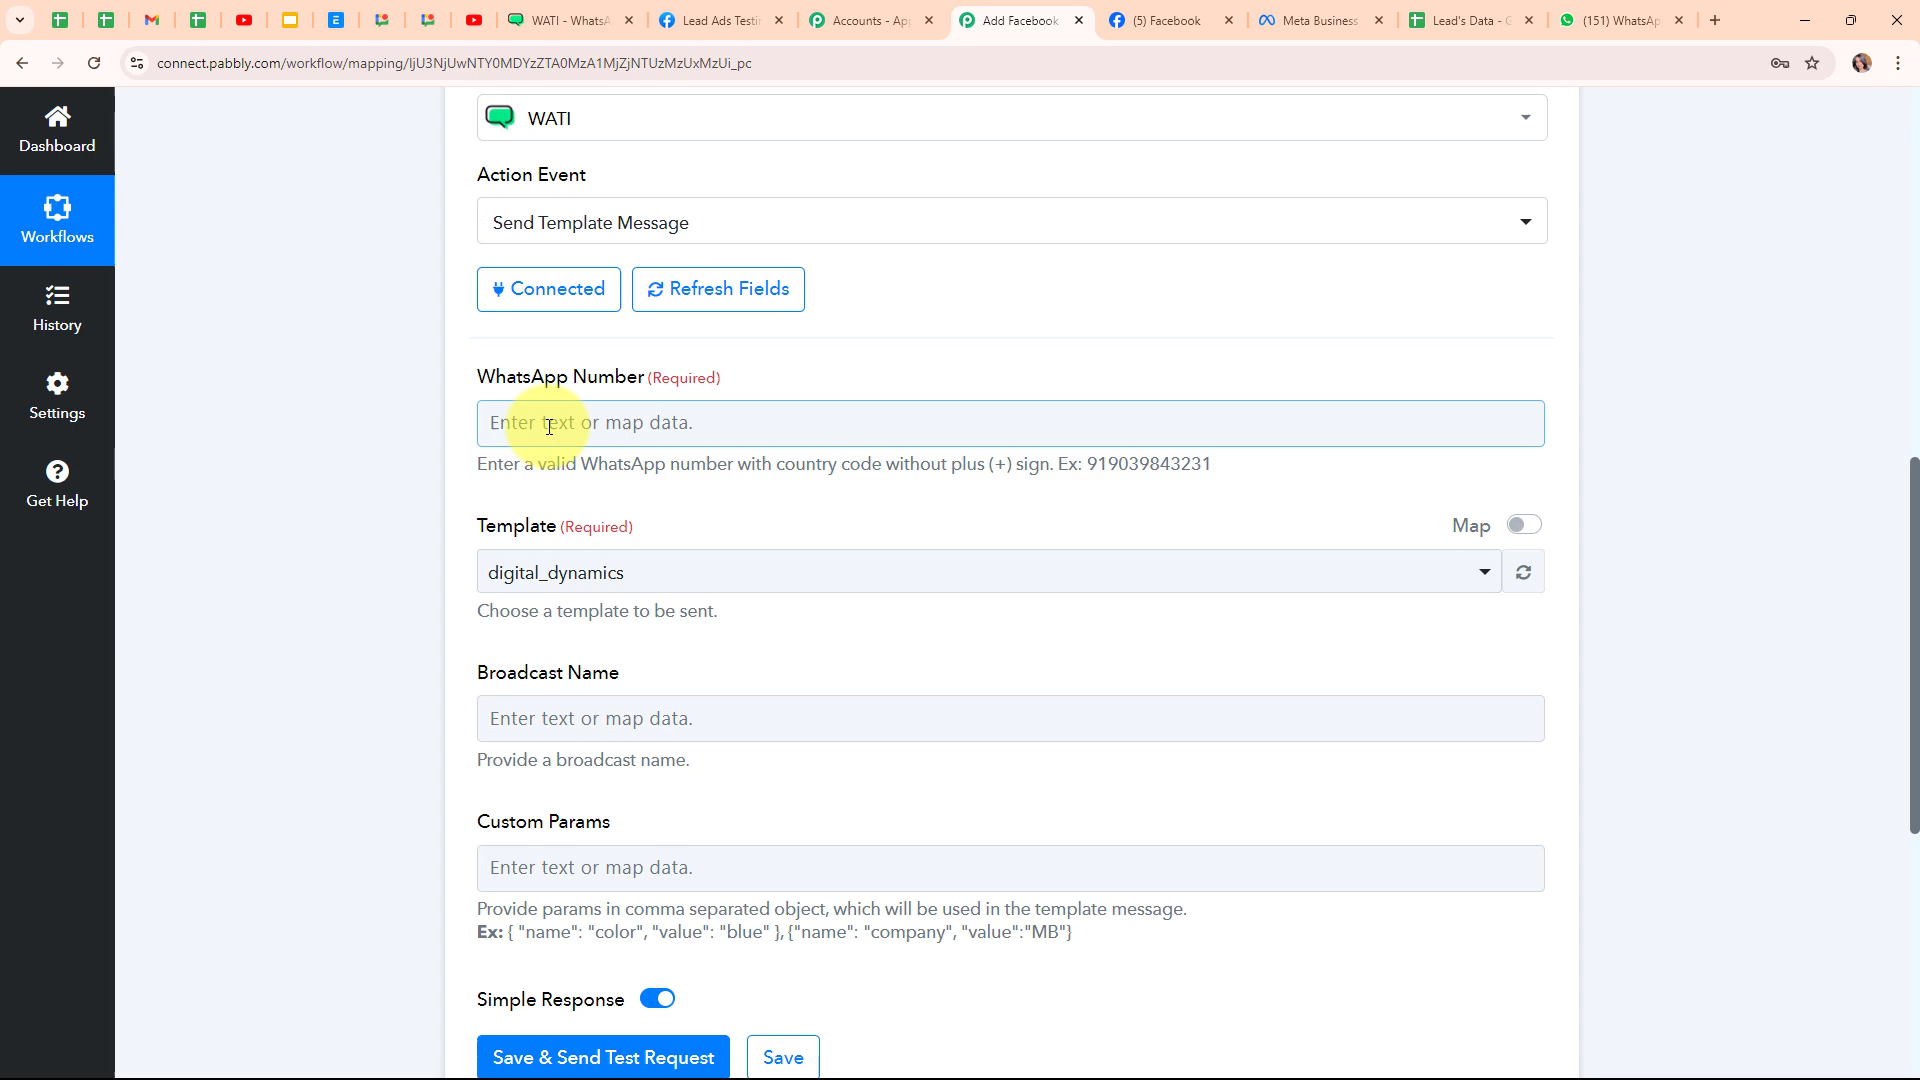 WATI - WhatsA
Lead Ads Testin
Accounts - App
Add Facebook
(5) Facebook
Meta Business
Lead's Data - G
(151) WhatsAp
connect.pabbly.com/workflow/mapping/IjU3NjUwNTY0MDYzZTA0MzA1MjZjNTUzMzUxMzUi_pc
Dashboard
Workflows
History
Settings
Get Help
WATI
Action Event
Send Template Message
Connected
Refresh Fields
WhatsApp Number (Required)
Enter text or map data.
Enter a valid WhatsApp number with country code without plus (+) sign. Ex: 919039843231
Template (Required)
Map
digital_dynamics
Choose a template to be sent.
Broadcast Name
Enter text or map data.
Provide a broadcast name.
Custom Params
Enter text or map data.
Provide params in comma separated object, which will be used in the template message.
Ex: { "name": "color", "value": "blue" }, {"name": "company", "value":"MB"}
Simple Response
Save & Send Test Request
Save